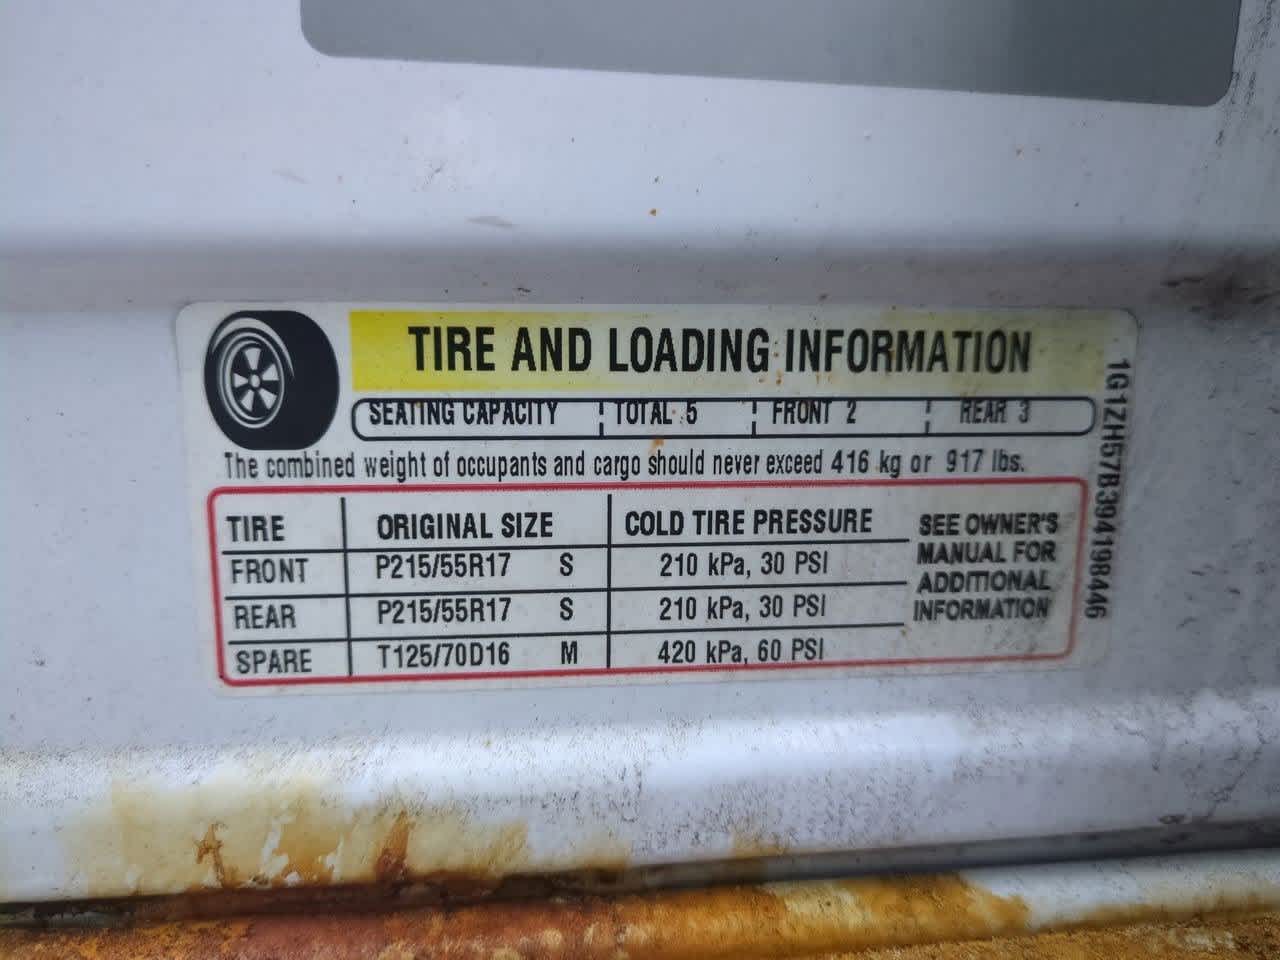 TIRE AND LOADING INFORMATION
SEATING CAPACITY TOTAL 5 FRONT 2 REAR 3
The combined weight of occupants and cargo should never exceed 416 kg or 917 lbs.
TIRE ORIGINAL SIZE COLD TIRE PRESSURE
FRONT P215/55R17 S 210 kPa, 30 PSI
REAR P215/55R17 S 210 kPa, 30 PSI
SPARE T125/70D16 M 420 kPa, 60 PSI
SEE OWNER'S
MANUAL FOR
ADDITIONAL
INFORMATION
1G1ZH57B394198446